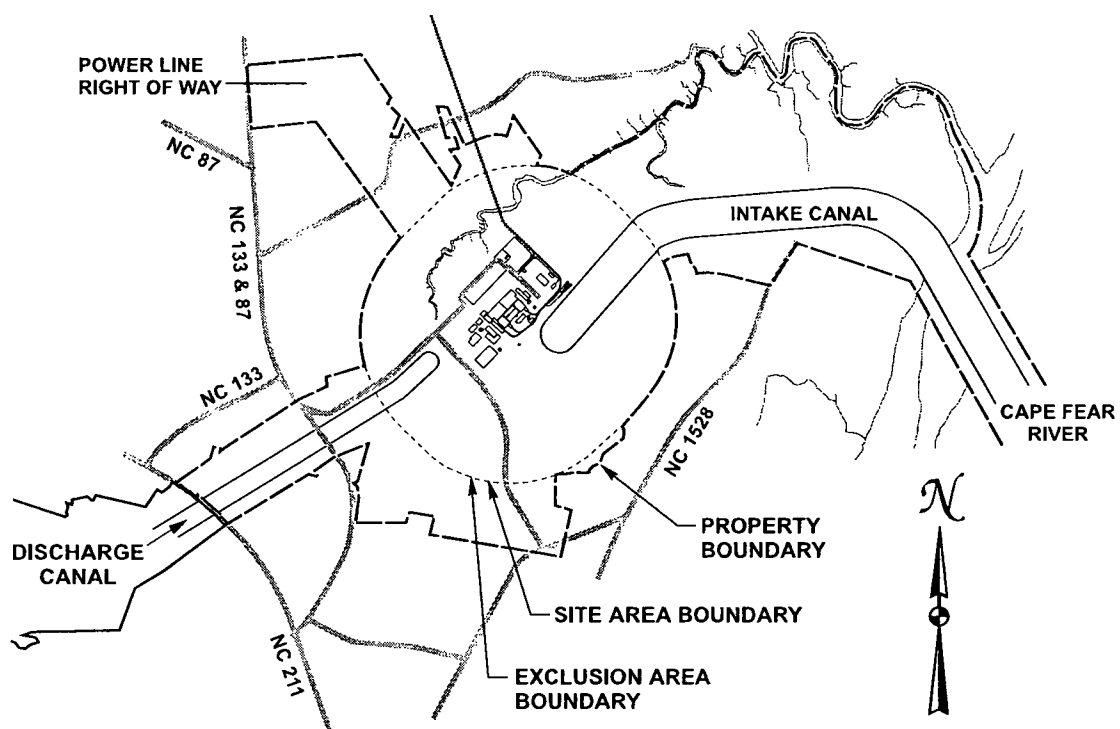 POWER LINE
RIGHT OF WAY
NC 87
NC 133 & 87
INTAKE CANAL
NC 133
CAPE FEAR
RIVER
NC 1528
N
PROPERTY
BOUNDARY
DISCHARGE
CANAL
SITE AREA BOUNDARY
NC 211
EXCLUSION AREA
BOUNDARY